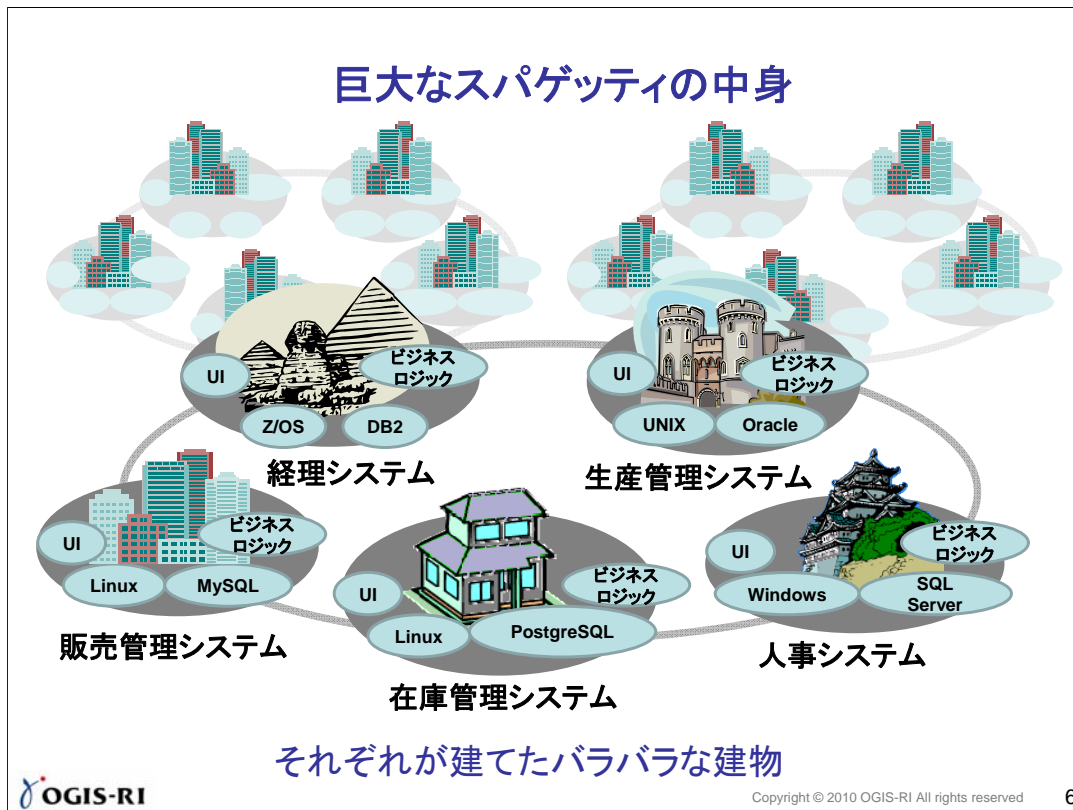 巨大なスパゲッティの中身
UI
ビジネス
ロジック
Z/OS
DB2
経理システム
UI
ビジネス
ロジック
UNIX
Oracle
生産管理システム
UI
ビジネス
ロジック
Linux
MySQL
販売管理システム
UI
ビジネス
ロジック
Linux
PostgreSQL
在庫管理システム
UI
ビジネス
ロジック
Windows
SQL
Server
人事システム
それぞれが建てたバラバラな建物
OGIS-RI
Copyright © 2010 OGIS-RI All rights reserved
6